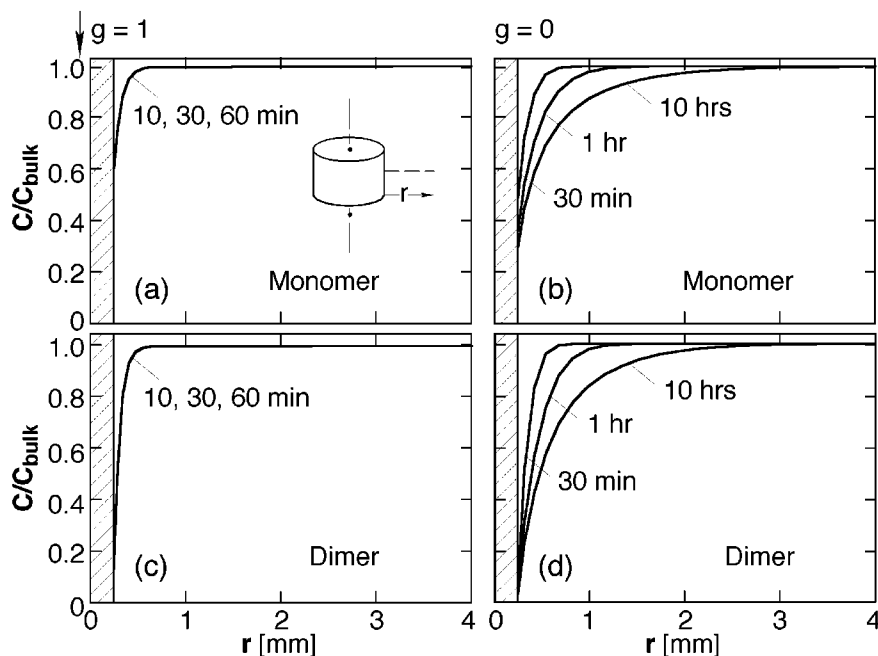 g = 1
g = 0
C/Cbulk
1.0
0.8
0.6
0.4
0.2
0
10, 30, 60 min
r
(a)
Monomer
10 hrs
1 hr
30 min
(b)
Monomer
C/Cbulk
1.0
0.8
0.6
0.4
0.2
0
10, 30, 60 min
(c)
Dimer
10 hrs
1 hr
30 min
(d)
Dimer
0 1 2 3 4
r [mm]
0 1 2 3 4
r [mm]